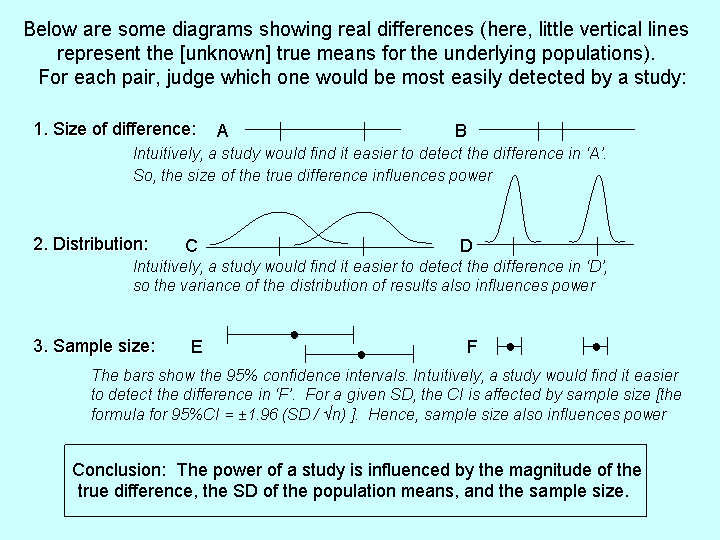 Below are some diagrams showing real differences (here, little vertical lines
represent the [unknown] true means for the underlying populations).
For each pair, judge which one would be most easily detected by a study:
1. Size of difference: A B
Intuitively, a study would find it easier to detect the difference in ‘A’.
So, the size of the true difference influences power
2. Distribution: C D
Intuitively, a study would find it easier to detect the difference in ‘D’,
so the variance of the distribution of results also influences power
3. Sample size: E F
The bars show the 95% confidence intervals. Intuitively, a study would find it easier
to detect the difference in ‘F’. For a given SD, the CI is affected by sample size [the
formula for 95%CI = ±1.96 (SD / √n) ]. Hence, sample size also influences power
Conclusion: The power of a study is influenced by the magnitude of the
true difference, the SD of the population means, and the sample size.